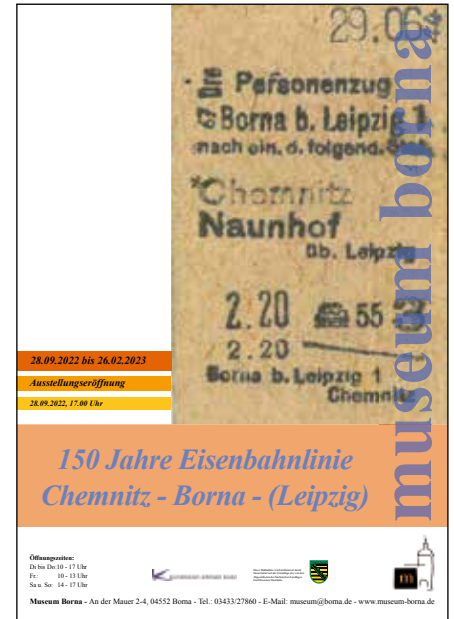 29.06
Personenzug
Borna b. Leipzig 1
nach ein. d. folgend.
*Chemnitz
Naunhof
üb. Leipzig
2.20 55 3
2.20
Borna b. Leipzig 1
Chemnitz
museum borna
28.09.2022 bis 26.02.2023
Ausstellungseröffnung
28.09.2022, 17.00 Uhr
150 Jahre Eisenbahnlinie
Chemnitz - Borna - (Leipzig)
Öffnungszeiten:
Di bis Do: 10 - 17 Uhr
Fr.: 10 - 13 Uhr
Sa u. So: 14 - 17 Uhr
m
Museum Borna - An der Mauer 2-4, 04552 Borna - Tel.: 03433/27860 - E-Mail: museum@borna.de - www.museum-borna.de